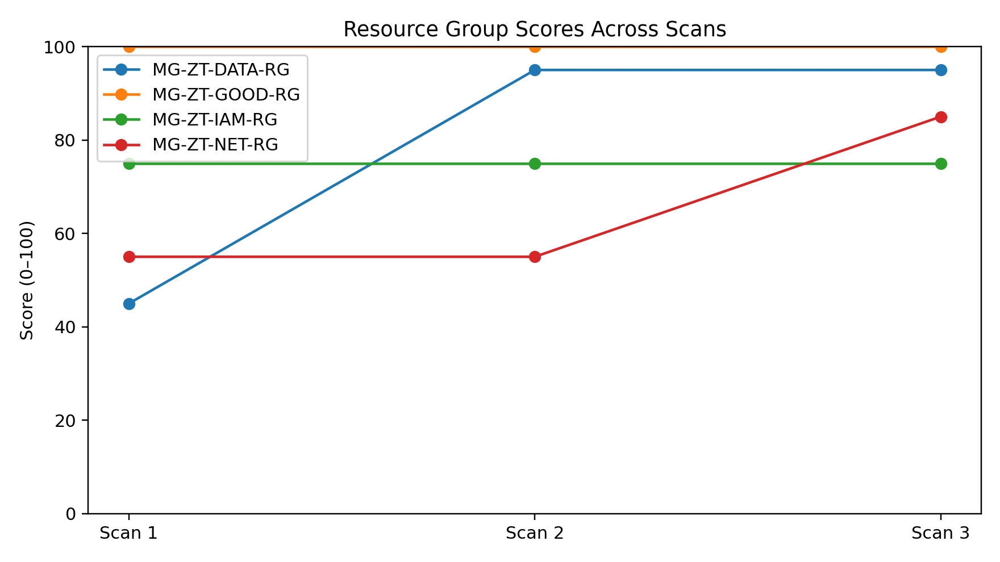 Resource Group Scores Across Scans
100
80
60
40
20
0
Score (0–100)
MG-ZT-DATA-RG
MG-ZT-GOOD-RG
MG-ZT-IAM-RG
MG-ZT-NET-RG
Scan 1
Scan 2
Scan 3